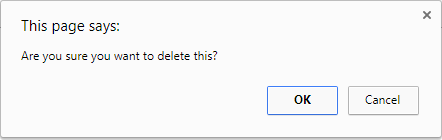 This page says:
Are you sure you want to delete this?
OK Cancel